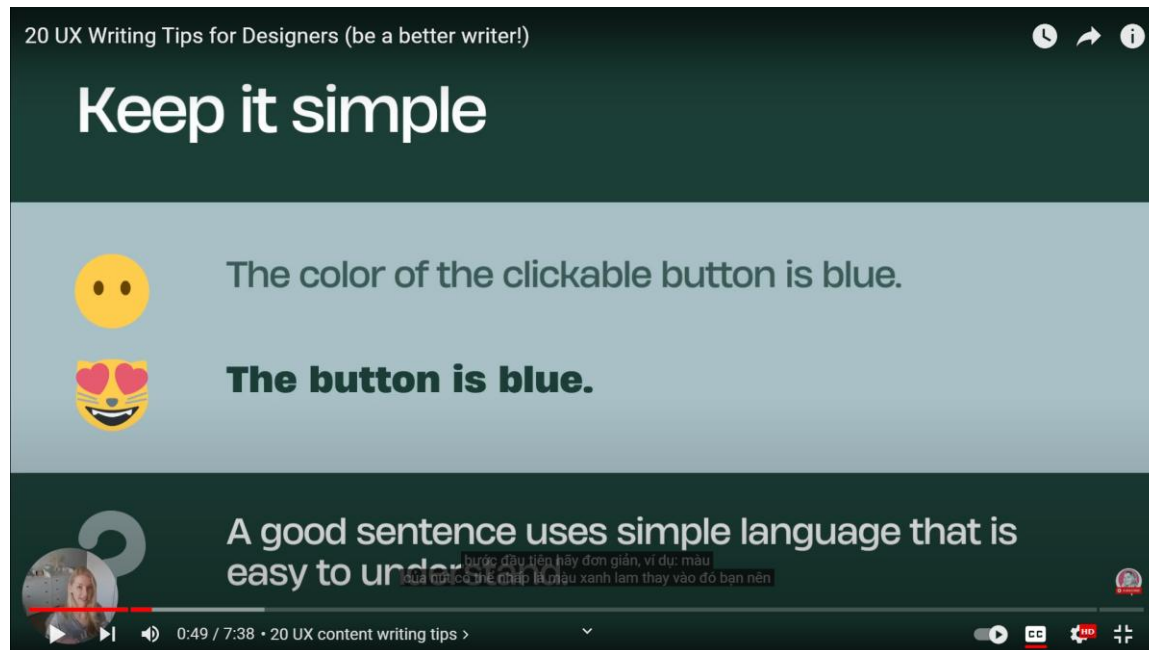 20 UX Writing Tips for Designers (be a better writer!)
Keep it simple
The color of the clickable button is blue.
The button is blue.
A good sentence uses simple language that is
easy to understand.
bước đầu tiên hãy đơn giản, ví dụ: màu
của nút có thể nhấp là màu xanh lam thay vào đó bạn nên
0:49 / 7:38 • 20 UX content writing tips >
CC
HD